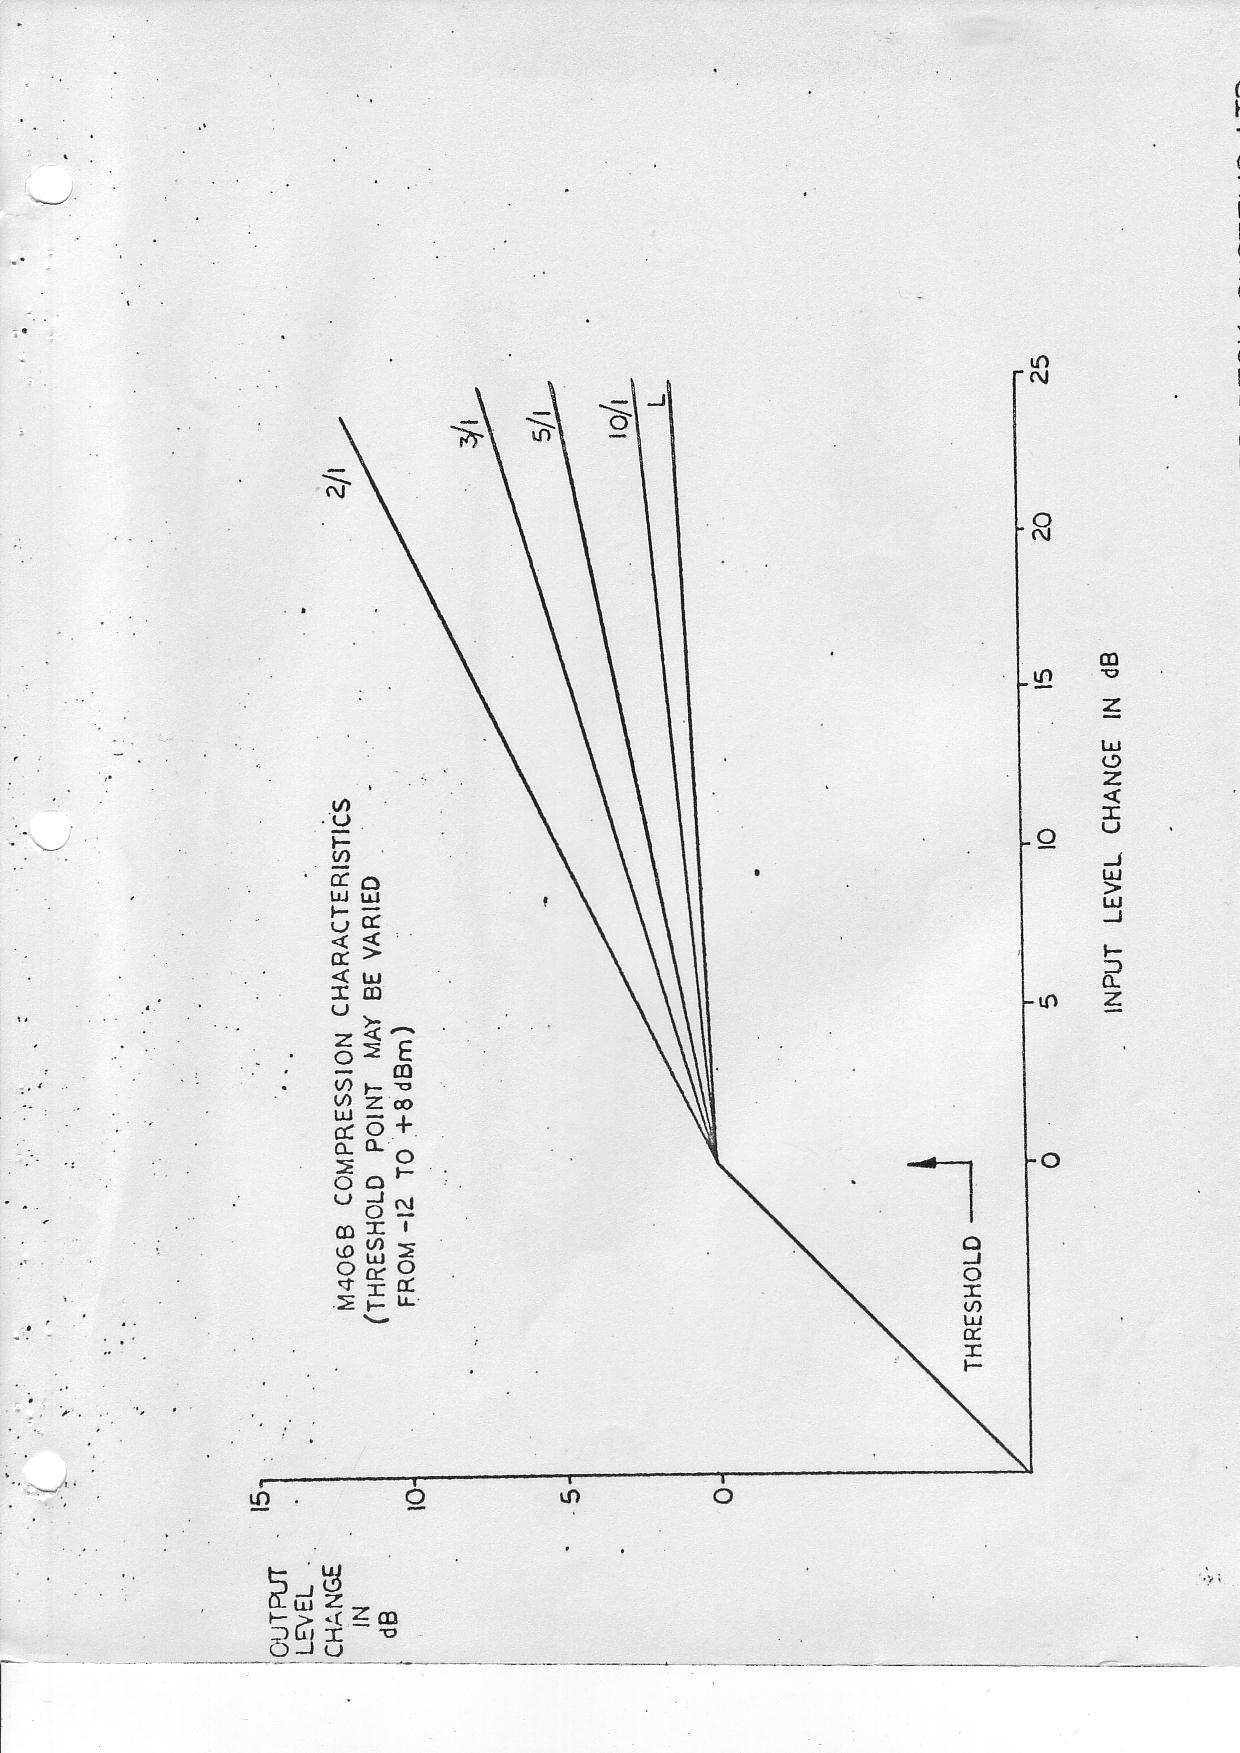 M406B COMPRESSION CHARACTERISTICS
(THRESHOLD POINT MAY BE VARIED
FROM -12 TO +8 dBm)
OUTPUT
LEVEL
CHANGE
IN
dB
15
10
5
0
2/1
3/1
5/1
10/1
L
THRESHOLD
0
5
10
15
20
25
INPUT LEVEL CHANGE IN dB